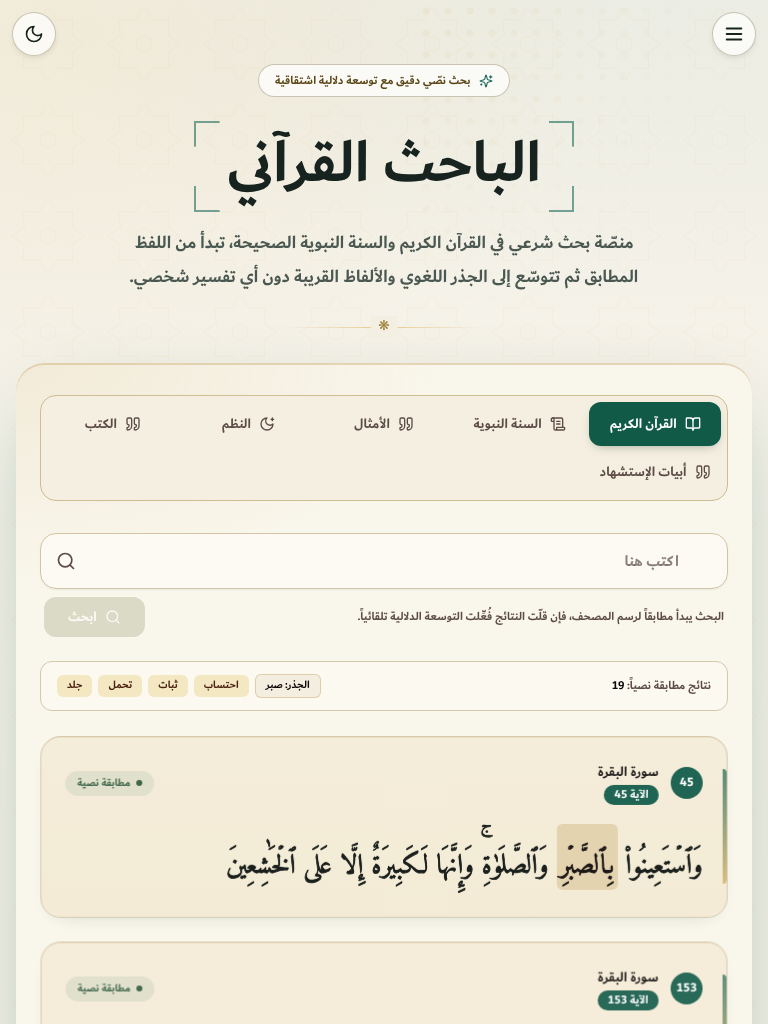 بحث نصّي دقيق مع توسعة دلالية اشتقاقية
الباحث القرآني
منصّة بحث شرعي في القرآن الكريم والسنة النبوية الصحيحة، تبدأ من اللفظ
المطابق ثم تتوسّع إلى الجذر اللغوي والألفاظ القريبة دون أي تفسير شخصي.
القرآن الكريم
السنة النبوية
الأمثال
النظم
الكتب
أبيات الإستشهاد
اكتب هنا
البحث يبدأ مطابقاً لرسم المصحف، فإن قلّت النتائج فُعِّلت التوسعة الدلالية تلقائياً.
ابحث
نتائج مطابقة نصياً: 19
الجذر: صبر
احتساب
ثبات
تحمل
جلد
45
سورة البقرة
الآية 45
مطابقة نصية
وَٱسْتَعِينُوا۟ بِٱلصَّبْرِ وَٱلصَّلَوٰةِ ۚ وَإِنَّهَا لَكَبِيرَةٌ إِلَّا عَلَى ٱلْخَـٰشِعِينَ
153
سورة البقرة
الآية 153
مطابقة نصية